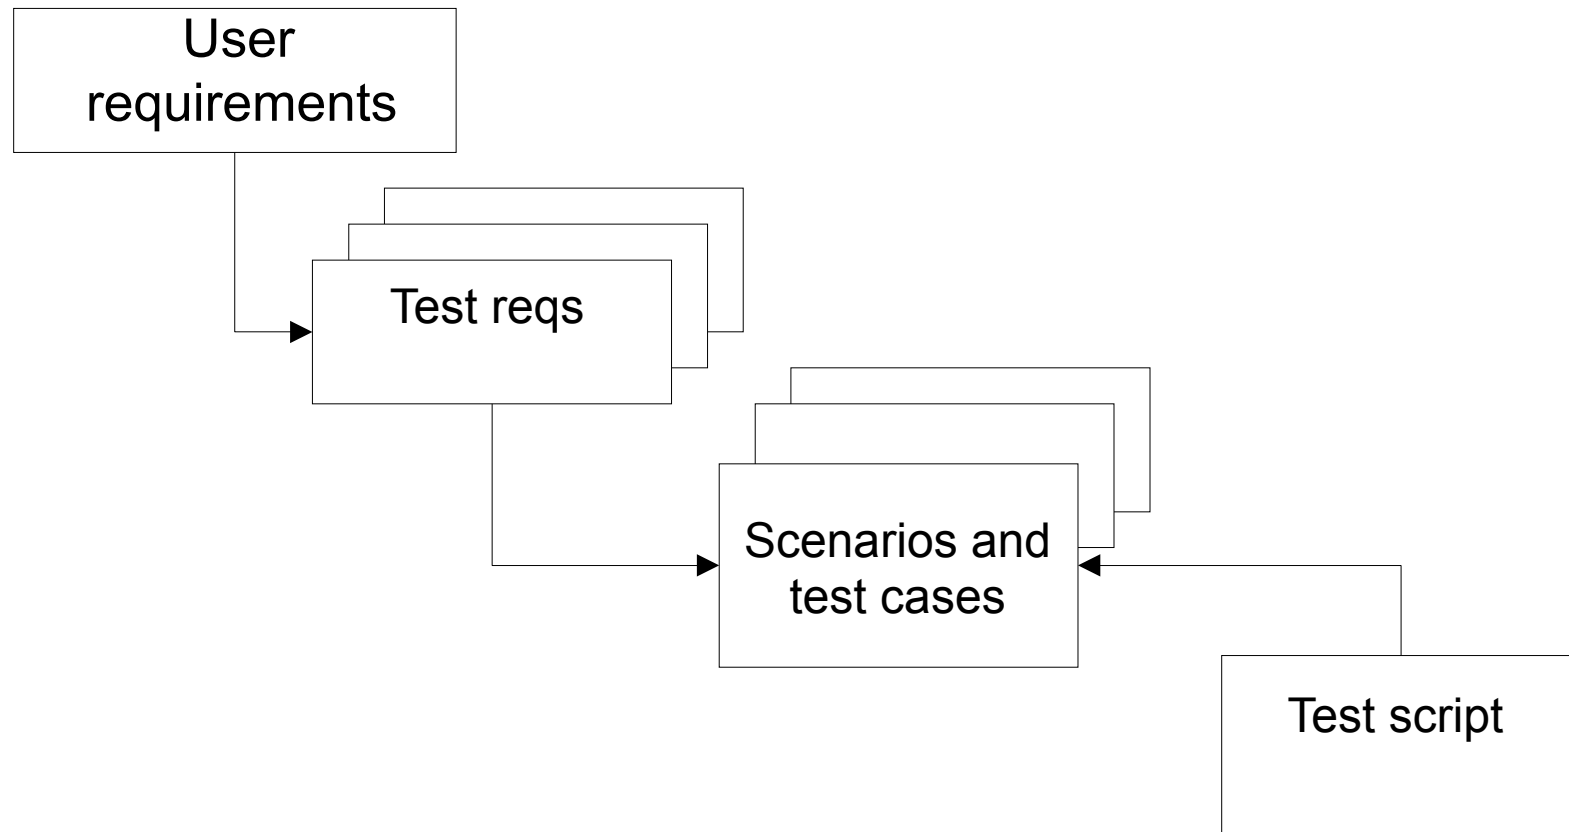 User
requirements
Test reqs
Scenarios and
test cases
Test script